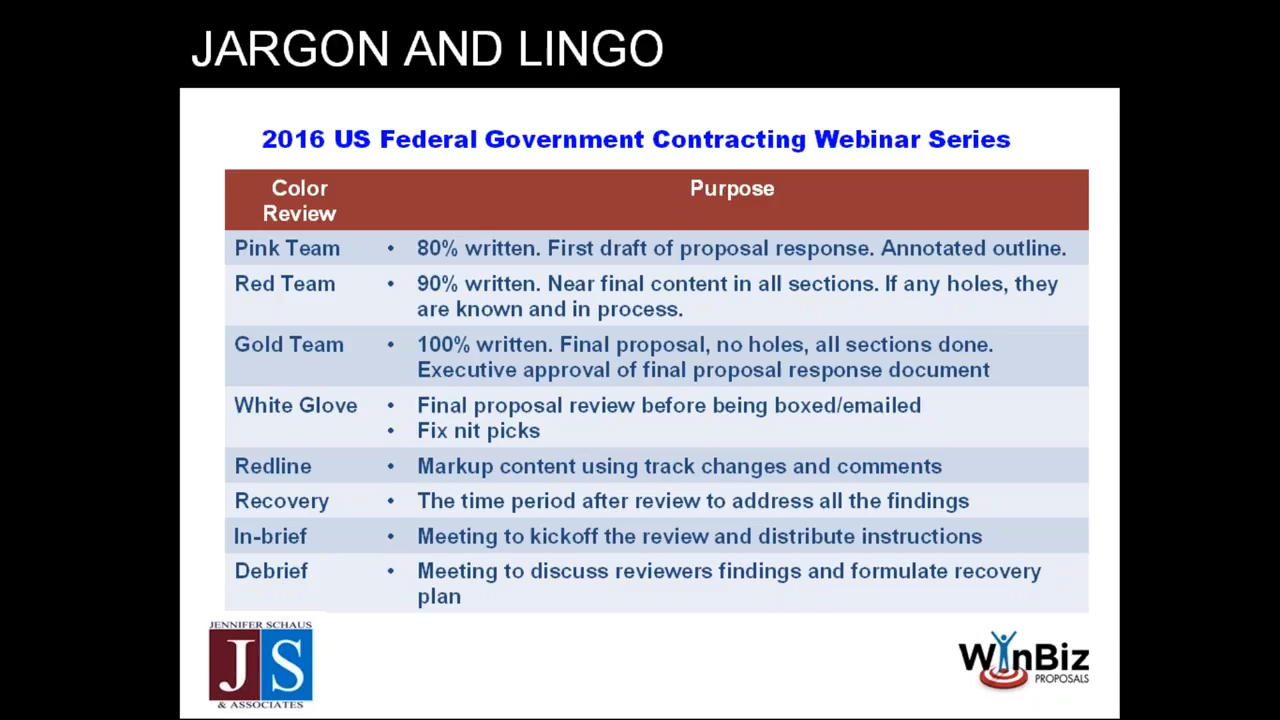 JARGON AND LINGO
2016 US Federal Government Contracting Webinar Series
Color
Review
Purpose
Pink Team • 80% written. First draft of proposal response. Annotated outline.
Red Team • 90% written. Near final content in all sections. If any holes, they
are known and in process.
Gold Team • 100% written. Final proposal, no holes, all sections done.
Executive approval of final proposal response document
White Glove • Final proposal review before being boxed/emailed
• Fix nit picks
Redline • Markup content using track changes and comments
Recovery • The time period after review to address all the findings
In-brief • Meeting to kickoff the review and distribute instructions
Debrief • Meeting to discuss reviewers findings and formulate recovery
plan
JENNIFER SCHAUS
JS
& ASSOCIATES
WinBiz
PROPOSALS